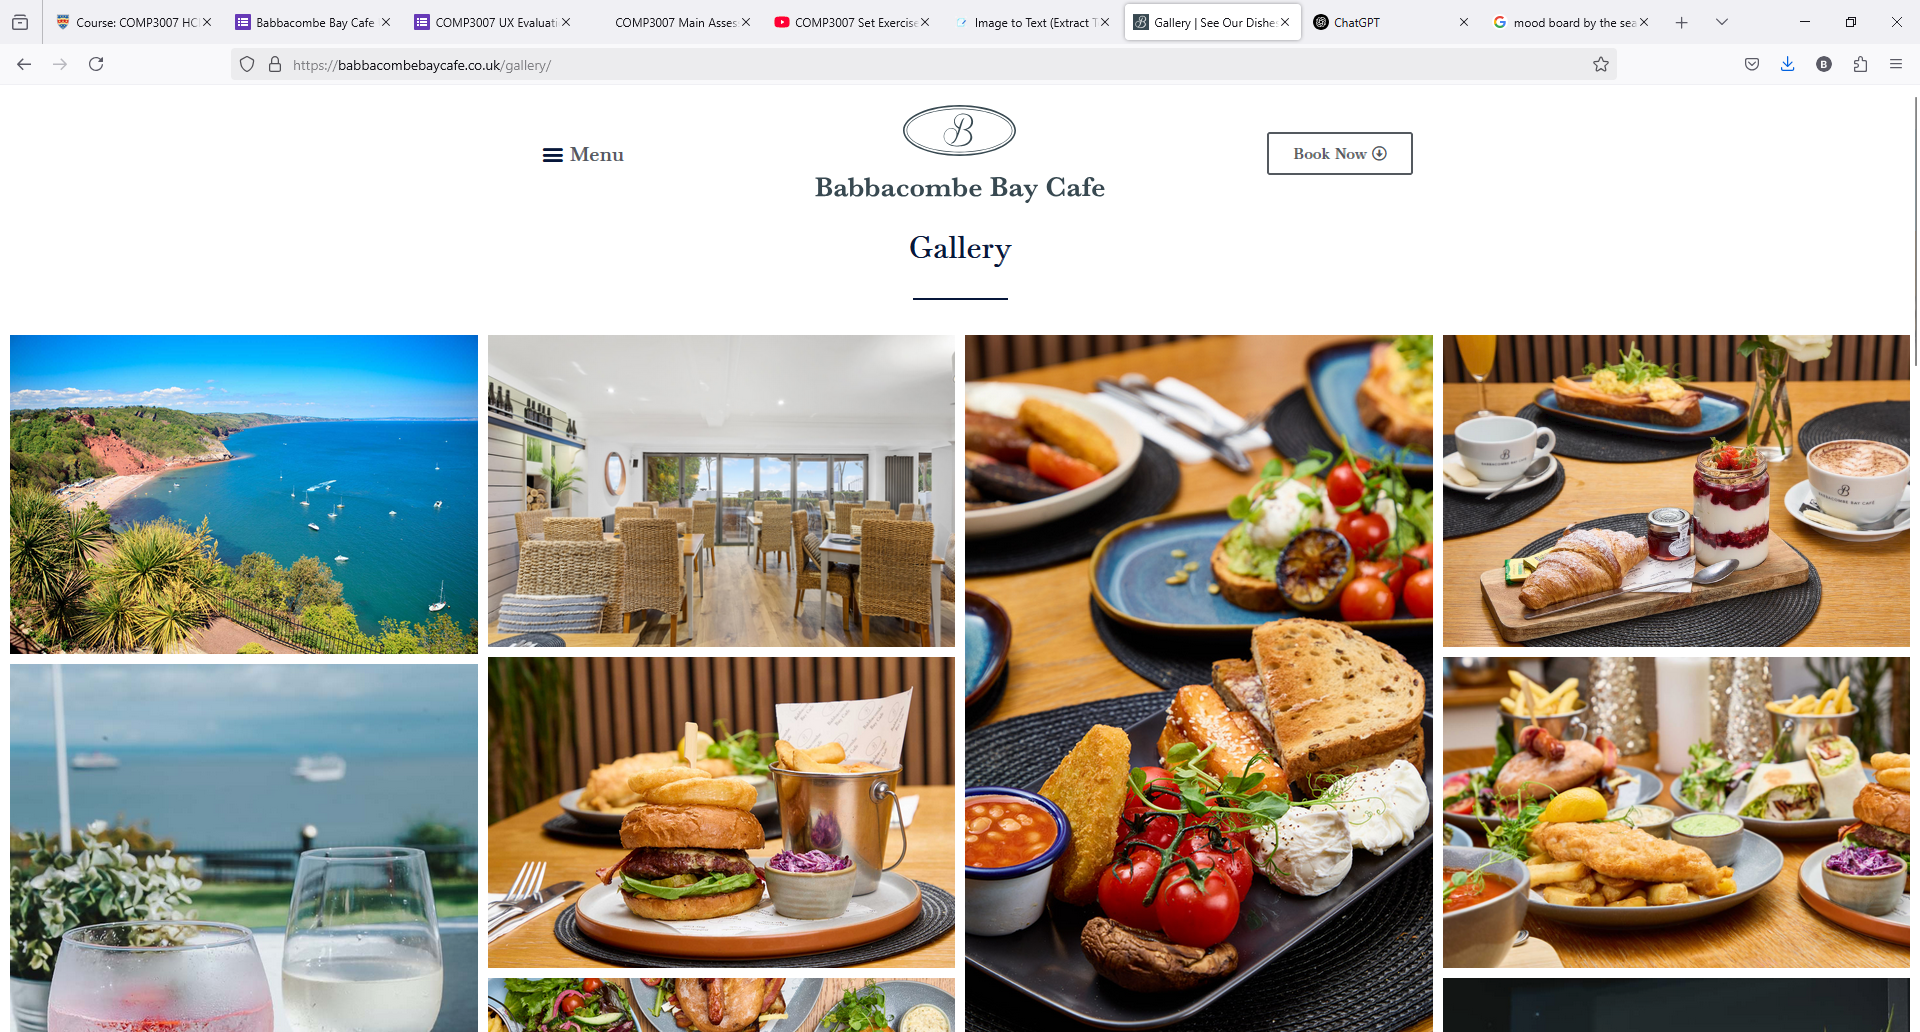 Course: COMP3007 HC
Babbacombe Bay Cafe
COMP3007 UX Evaluati
COMP3007 Main Asses
COMP3007 Set Exercise
Image to Text (Extract T
Gallery | See Our Dishe
ChatGPT
mood board by the sea
https://babbacombebaycafe.co.uk/gallery/
B
Menu
B
Babbacombe Bay Cafe
Book Now
Gallery